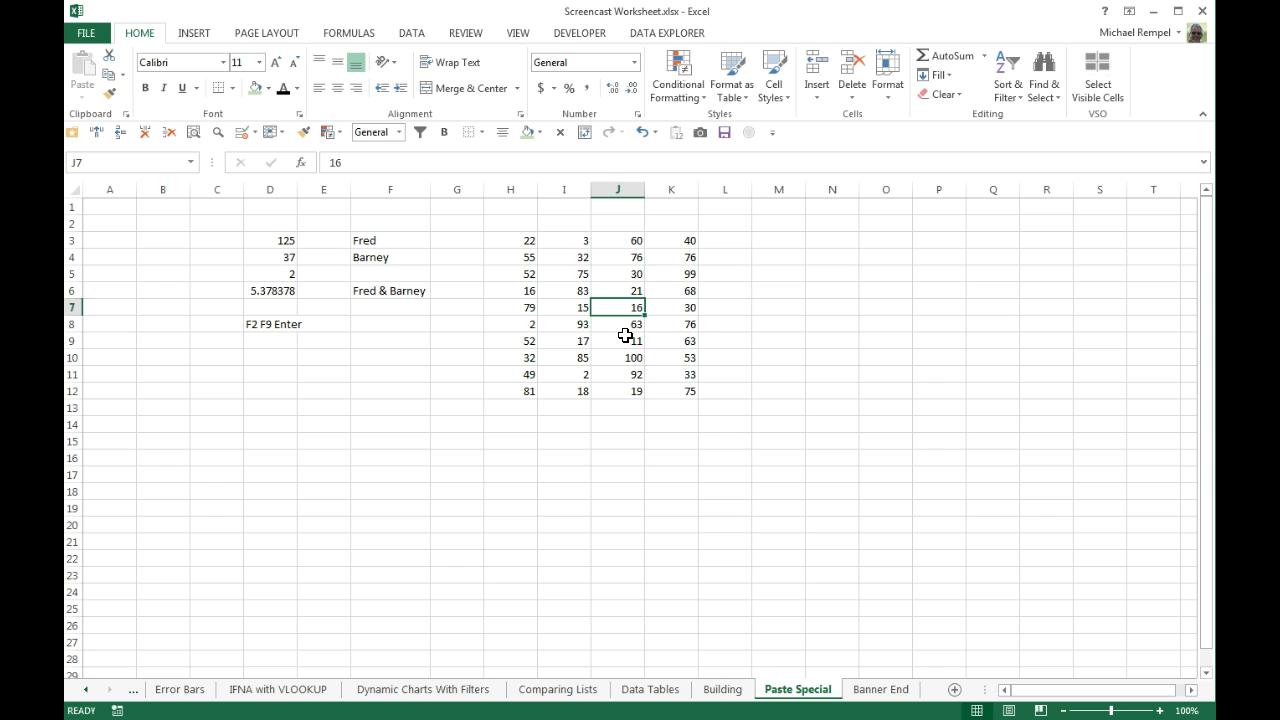 Screencast Worksheet.xlsx - Excel
FILE HOME INSERT PAGE LAYOUT FORMULAS DATA REVIEW VIEW DEVELOPER DATA EXPLORER Michael Rempel
Calibri 11 Wrap Text General AutoSum
Paste Conditional Formatting Format as Table Cell Styles Insert Delete Format Fill Sort & Filter Find & Select Select Visible Cells
B I U A Merge & Center $ % Clear
Clipboard Font Alignment Number Styles Cells Editing VSO
General B
J7 fx 16
A B C D E F G H I J K L M N O P Q R S T
1
2
3 125 Fred 22 3 60 40
4 37 Barney 55 32 76 76
5 2 52 75 30 99
6 5.378378 Fred & Barney 16 83 21 68
7 79 15 16 30
8 F2 F9 Enter 2 93 63 76
9 52 17 11 63
10 32 85 100 53
11 49 2 92 33
12 81 18 19 75
13
14
15
16
17
18
19
20
21
22
23
24
25
26
27
28
29
... Error Bars IFNA with VLOOKUP Dynamic Charts With Filters Comparing Lists Data Tables Building Paste Special Banner End
READY 100%